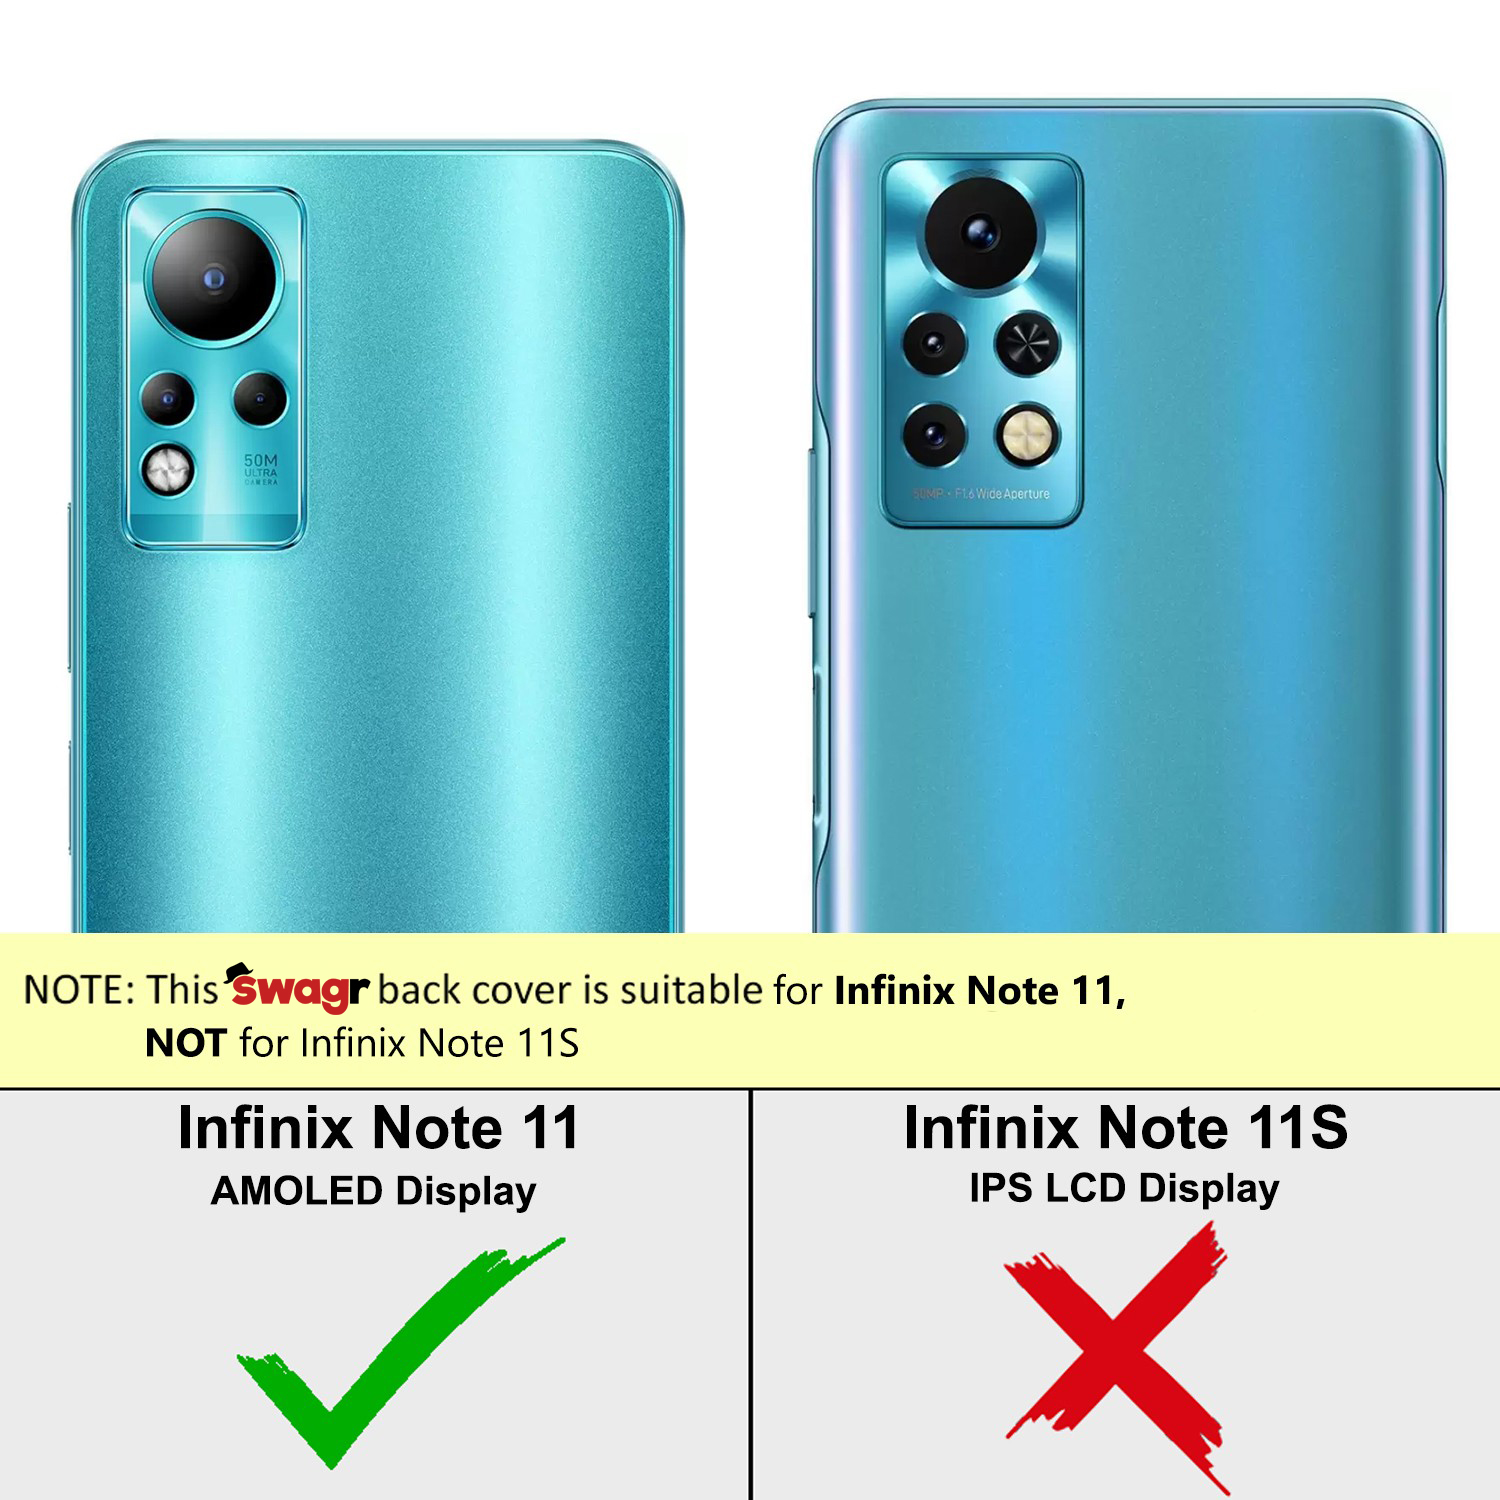 50M
ULTRA
CAMERA
50MP - F1.6 Wide Aperture
NOTE: This swagr back cover is suitable for Infinix Note 11,
NOT for Infinix Note 11S
Infinix Note 11
AMOLED Display
Infinix Note 11S
IPS LCD Display